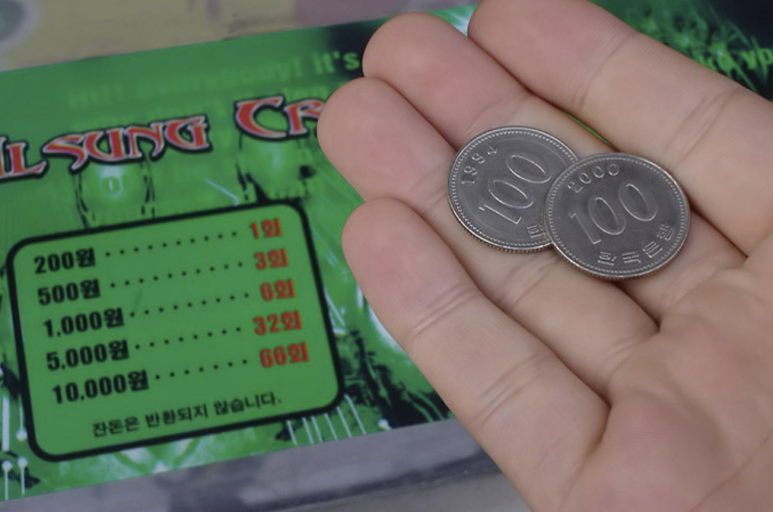 it's
ILSUNG
200원 1회
500원 3회
1,000원 6회
5,000원 32회
10,000원 66회
잔돈은 반환되지 않습니다.
1994
100
2000
100
한국은행